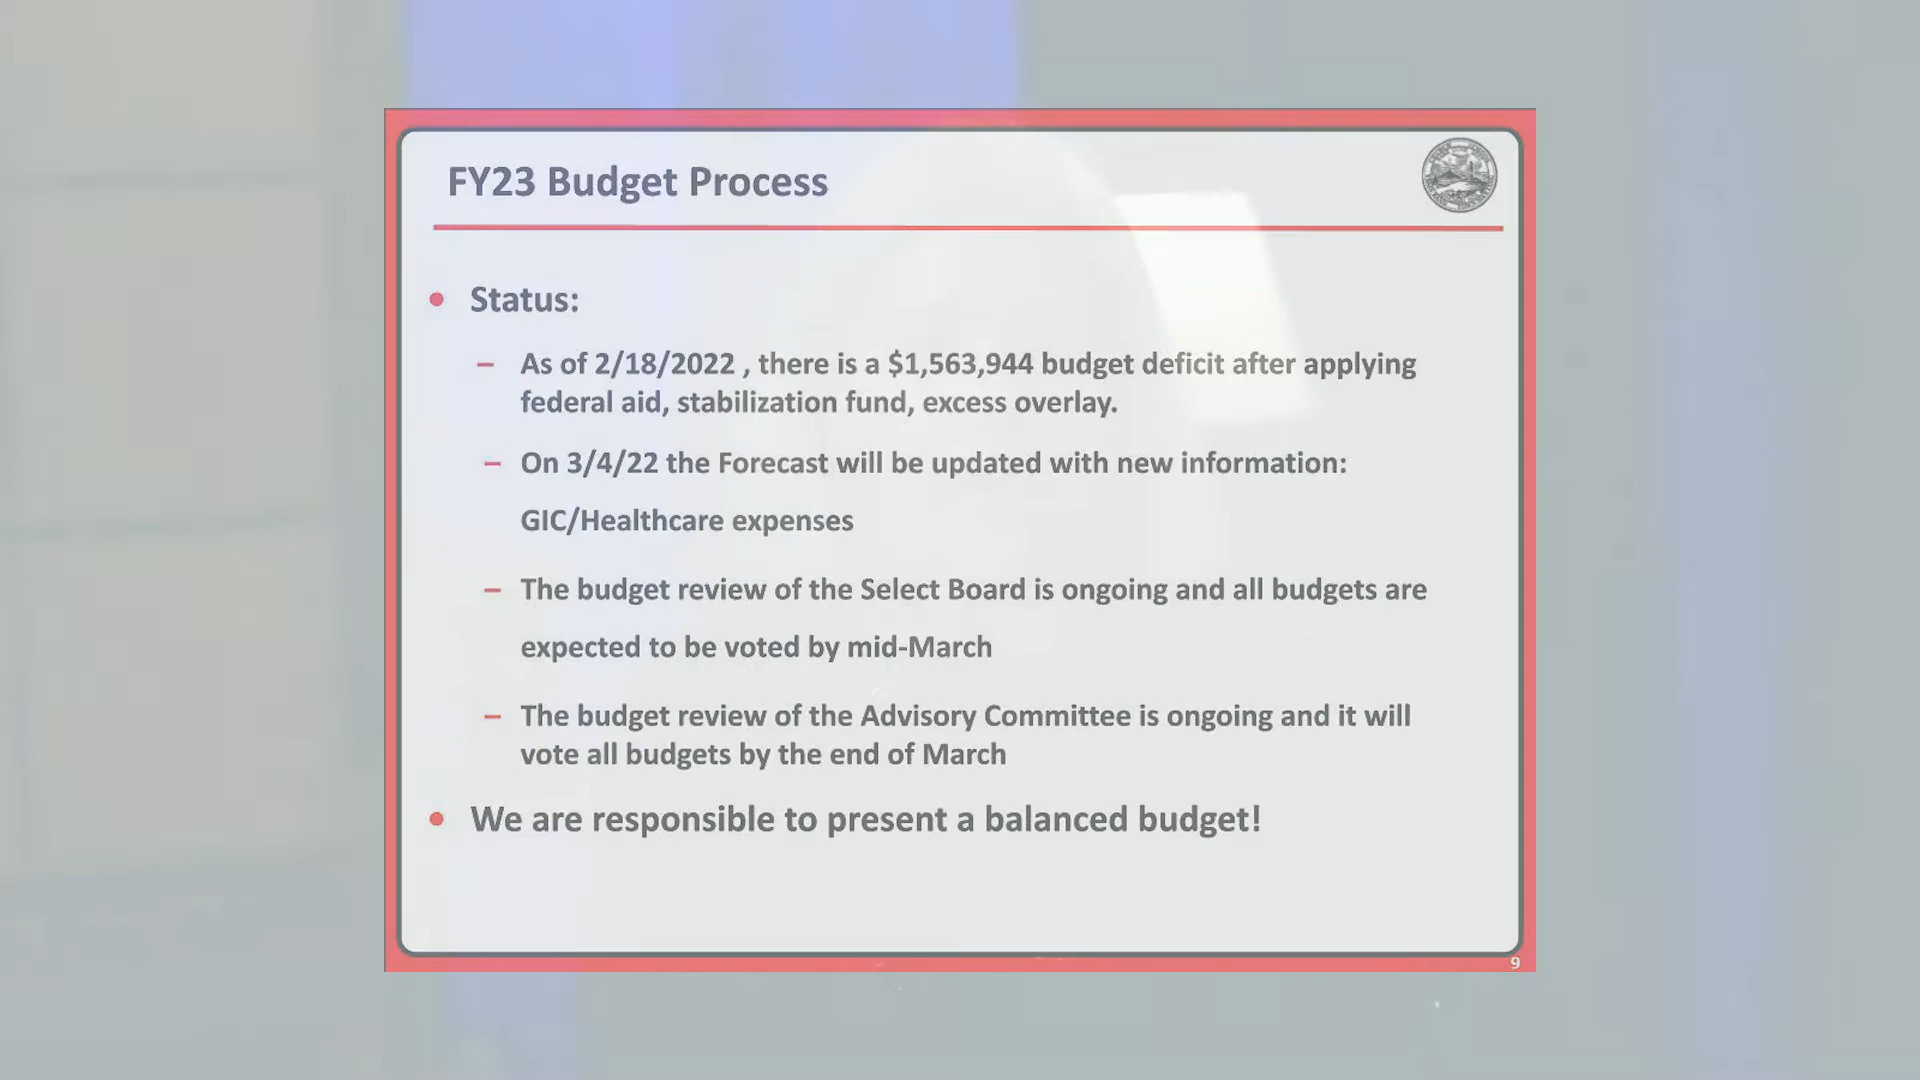 FY23 Budget Process
• Status:
– As of 2/18/2022 , there is a $1,563,944 budget deficit after applying
federal aid, stabilization fund, excess overlay.
– On 3/4/22 the Forecast will be updated with new information:
GIC/Healthcare expenses
– The budget review of the Select Board is ongoing and all budgets are
expected to be voted by mid-March
– The budget review of the Advisory Committee is ongoing and it will
vote all budgets by the end of March
• We are responsible to present a balanced budget!
9